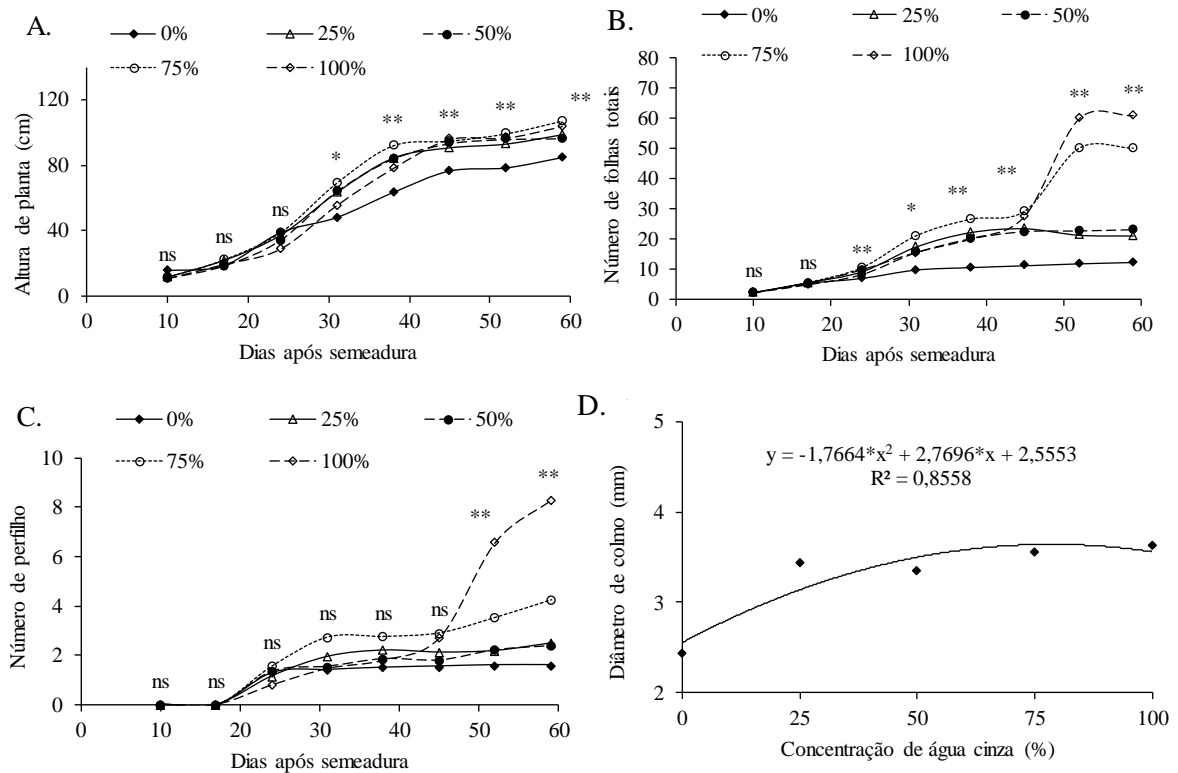 A.
0% 25% 50%
75% 100%
Altura de planta (cm)
120
80
40
0
ns ns ns * ** ** ** **
0 10 20 30 40 50 60
Dias após semeadura
B.
0% 25% 50%
75% 100%
Número de folhas totais
80
70
60
50
40
30
20
10
0
ns ns ** * ** ** ** **
0 10 20 30 40 50 60
Dias após semeadura
C.
0% 25% 50%
75% 100%
Número de perfilho
10
8
6
4
2
0
ns ns ns ns ns ns ** **
0 10 20 30 40 50 60
Dias após semeadura
D.
Diâmetro de colmo (mm)
5
4
3
2
y = -1,7664*x² + 2,7696*x + 2,5553
R² = 0,8558
0 25 50 75 100
Concentração de água cinza (%)